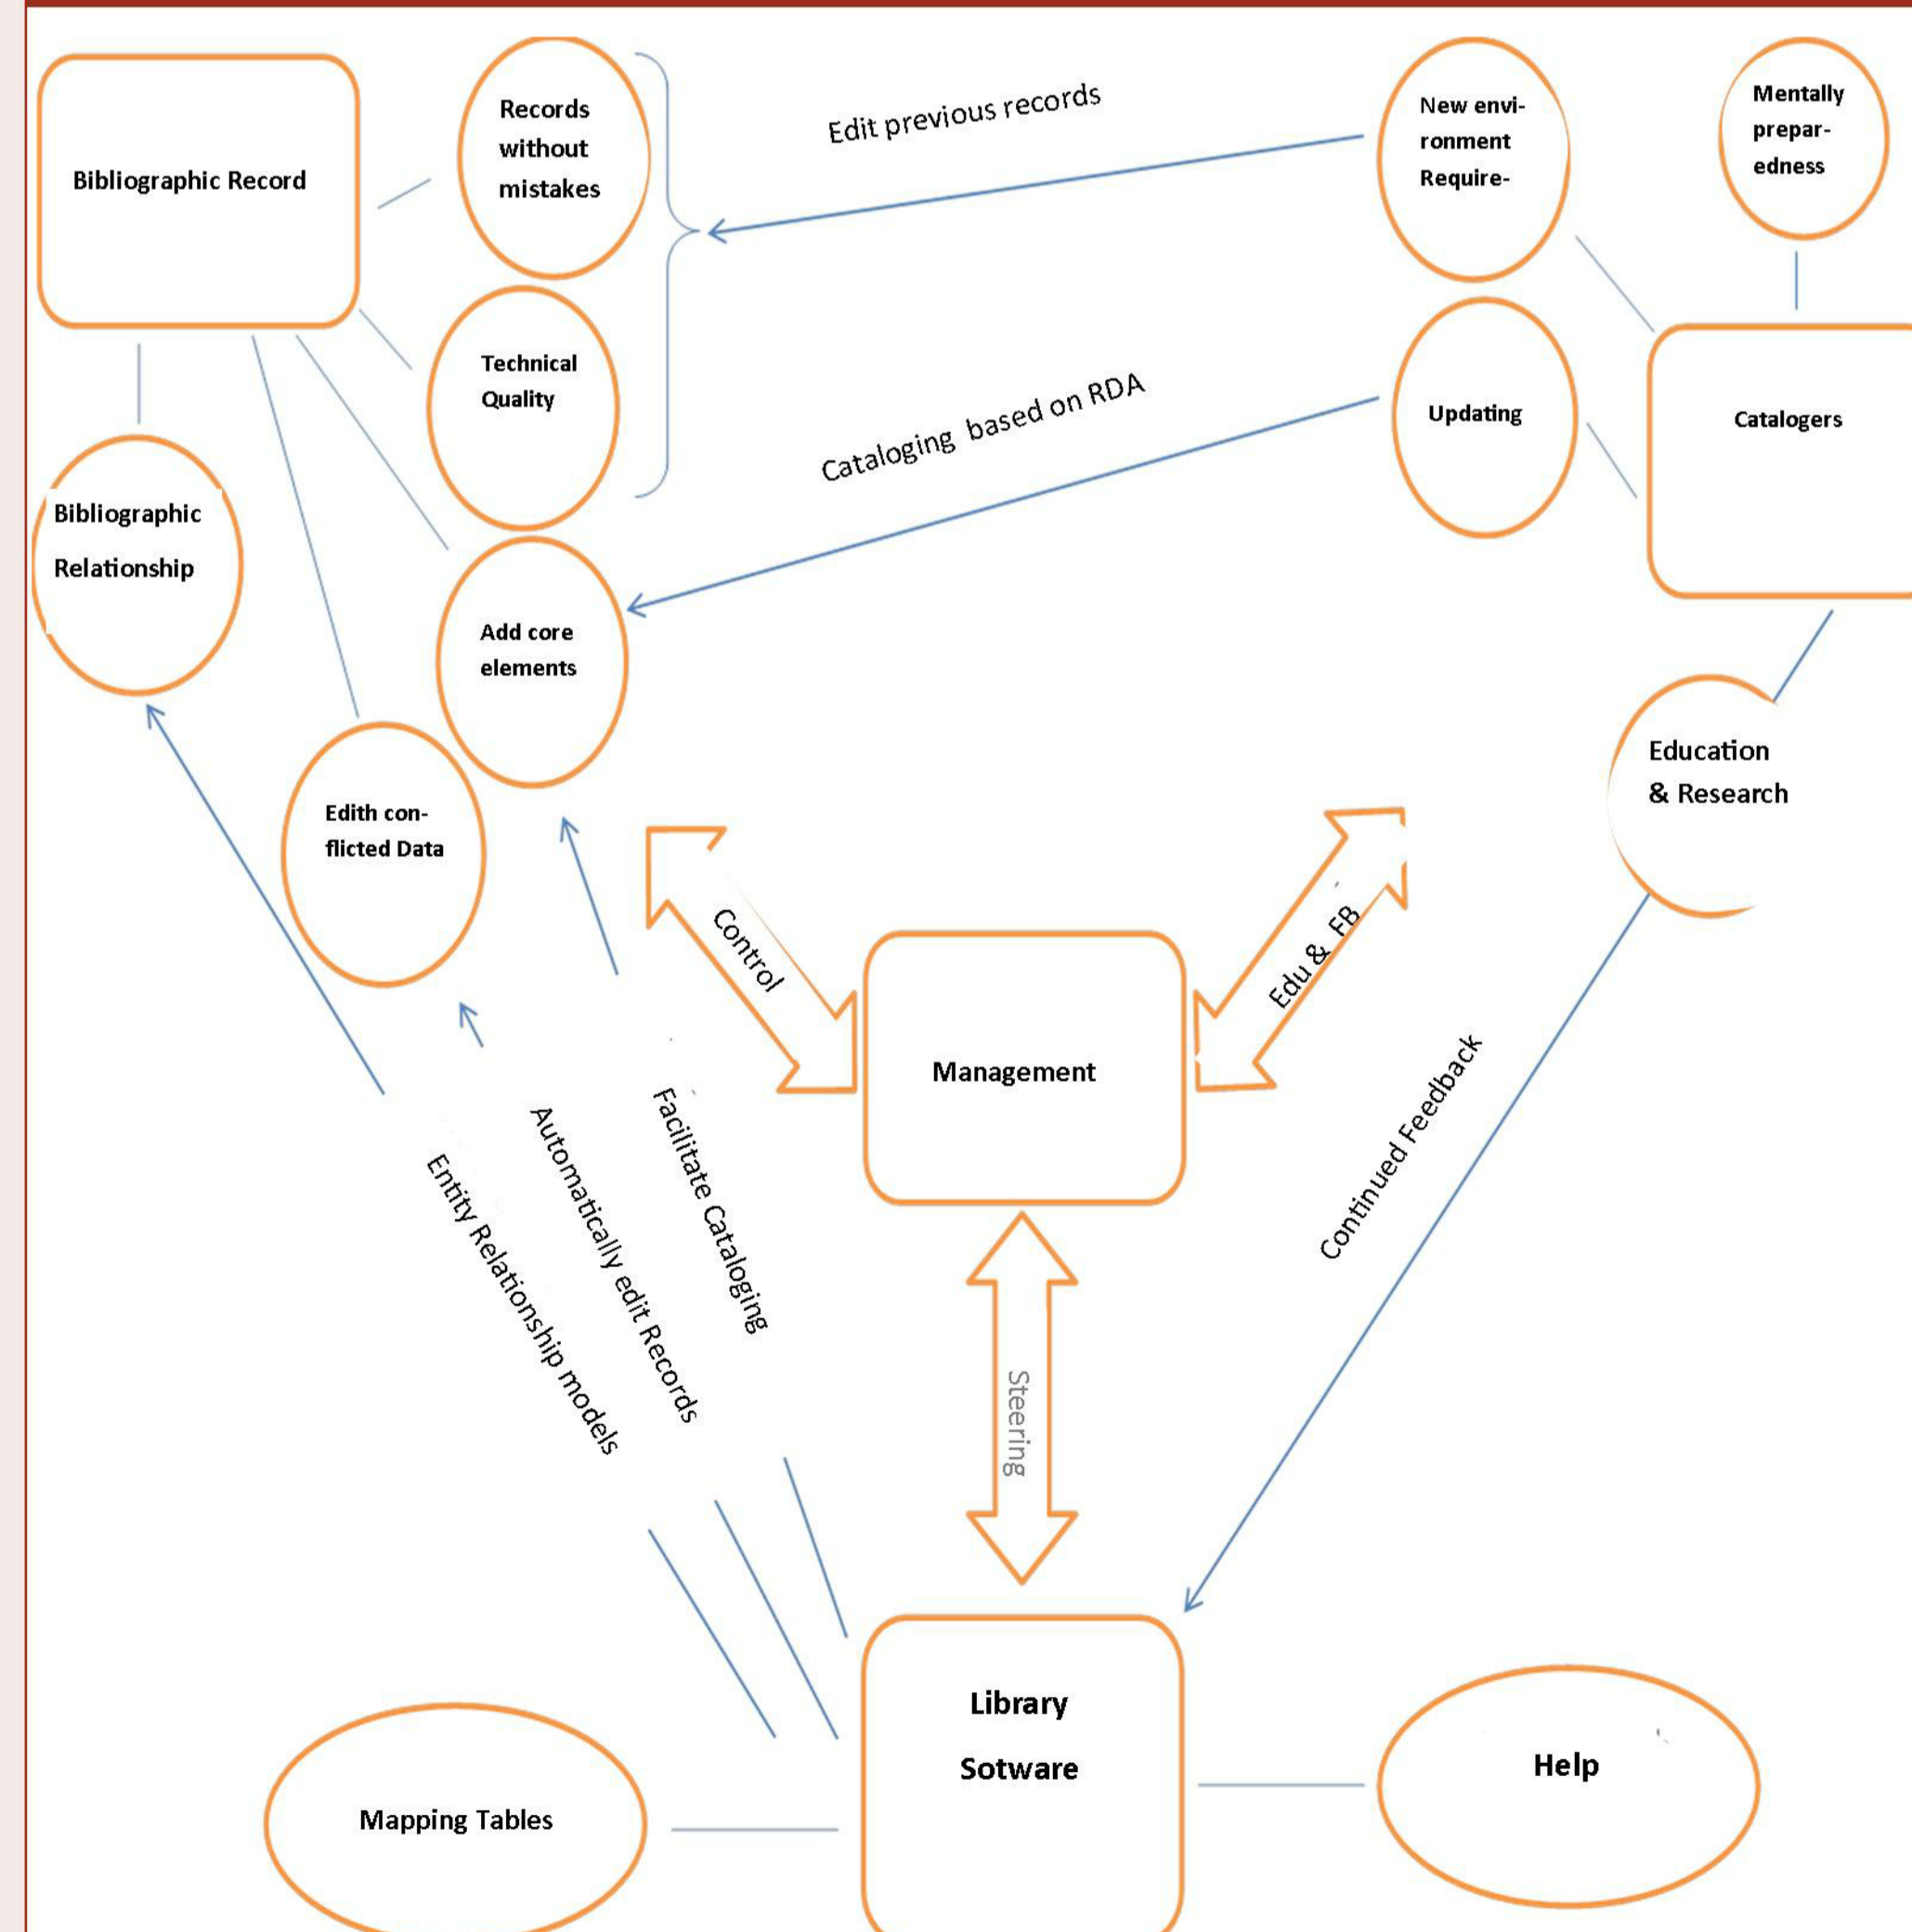 Records
without
mistakes
Bibliographic Record
Edit previous records
New envi-
ronment
Require-
Mentally
prepar-
edness
Technical
Quality
Cataloging based on RDA
Updating
Catalogers
Bibliographic
Relationship
Add core
elements
Edith con-
flicted Data
Education
& Research
Control
Edu & FB
Management
Continued Feedback
Facilitate Cataloging
Automatically edit Records
Entity Relationship models
Steering
Library
Sotware
Help
Mapping Tables